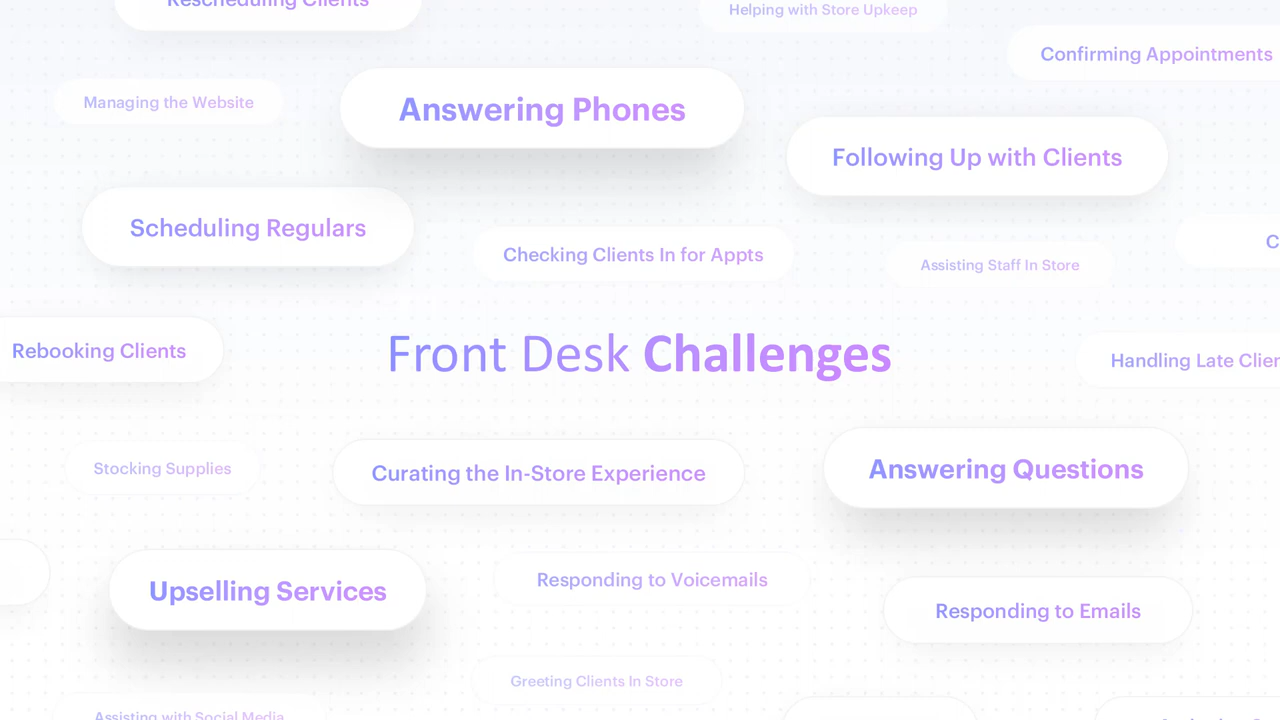 Rescheduling Clients
Helping with Store Upkeep
Confirming Appointments
Managing the Website
Answering Phones
Following Up with Clients
Scheduling Regulars
Checking Clients In for Appts
Assisting Staff In Store
C
Rebooking Clients
Front Desk Challenges
Handling Late Clien
Stocking Supplies
Curating the In-Store Experience
Answering Questions
Upselling Services
Responding to Voicemails
Responding to Emails
Greeting Clients In Store
Assisting with Social Media